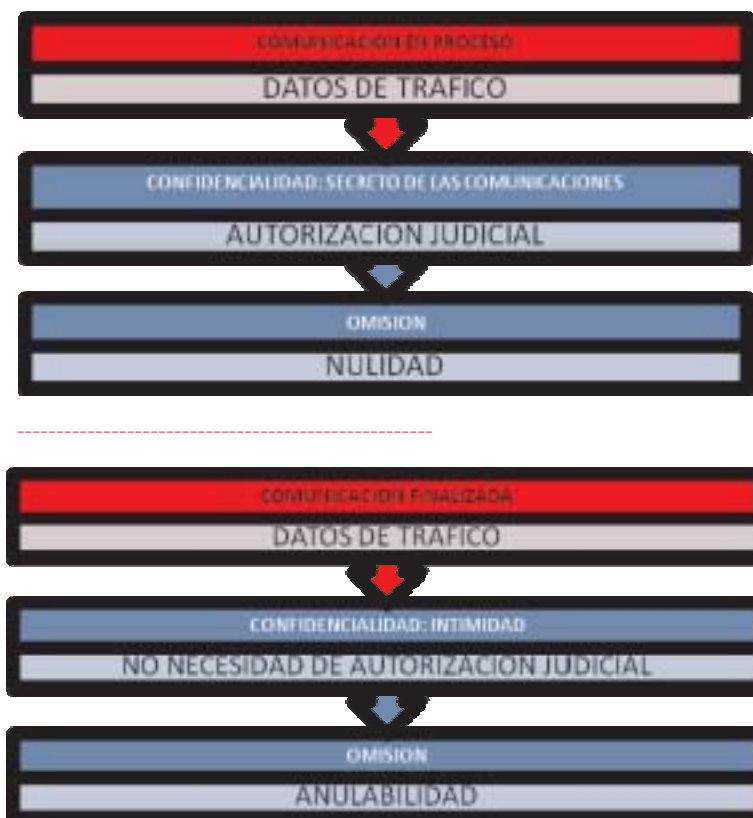 COMUNICACION EN PROCESO
DATOS DE TRAFICO
CONFIDENCIALIDAD: SECRETO DE LAS COMUNICACIONES
AUTORIZACION JUDICIAL
OMISION
NULIDAD
COMUNICACION FINALIZADA
DATOS DE TRAFICO
CONFIDENCIALIDAD: INTIMIDAD
NO NECESIDAD DE AUTORIZACION JUDICIAL
OMISION
ANULABILIDAD